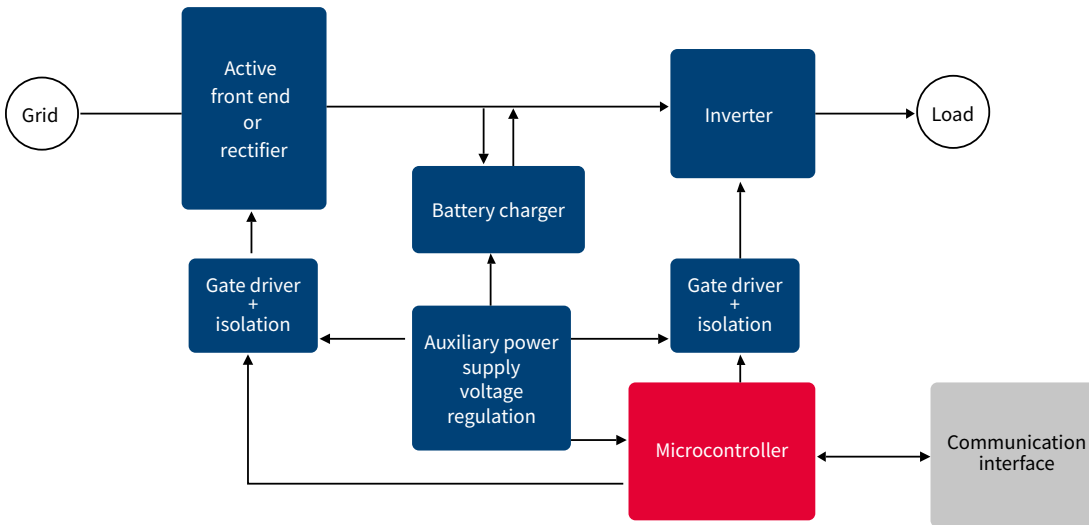 Grid
Active
front end
or
rectifier
Inverter
Load
Battery charger
Gate driver
+
isolation
Auxiliary power
supply
voltage
regulation
Gate driver
+
isolation
Microcontroller
Communication
interface